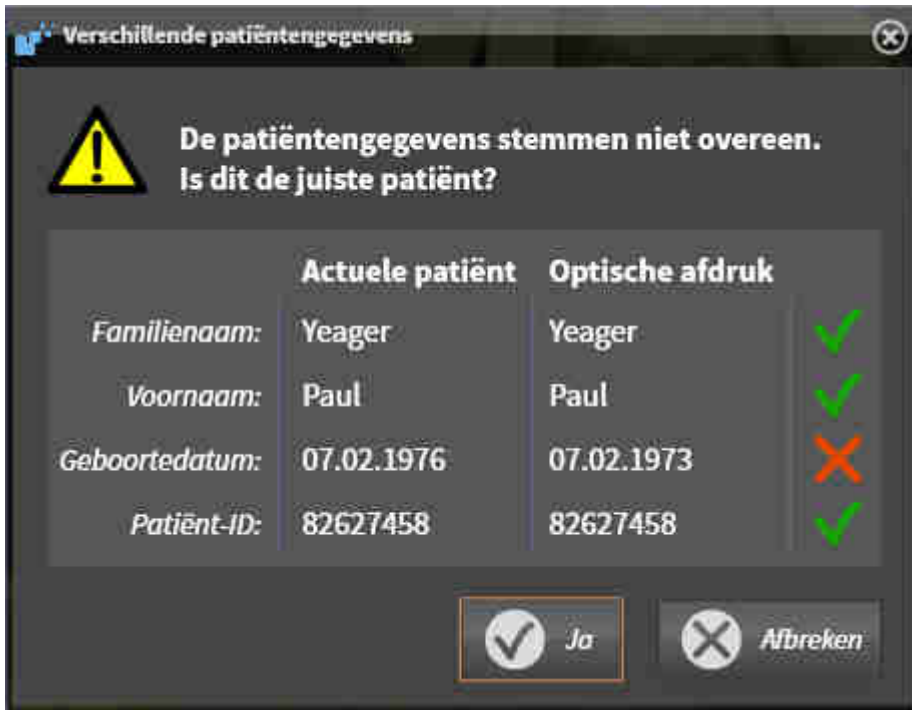 Verschillende patiëntengegevens
De patiëntengegevens stemmen niet overeen.
Is dit de juiste patiënt?
Actuele patiënt Optische afdruk
Familienaam: Yeager Yeager
Voornaam: Paul Paul
Geboortedatum: 07.02.1976 07.02.1973
Patiënt-ID: 82627458 82627458
Ja Afbreken